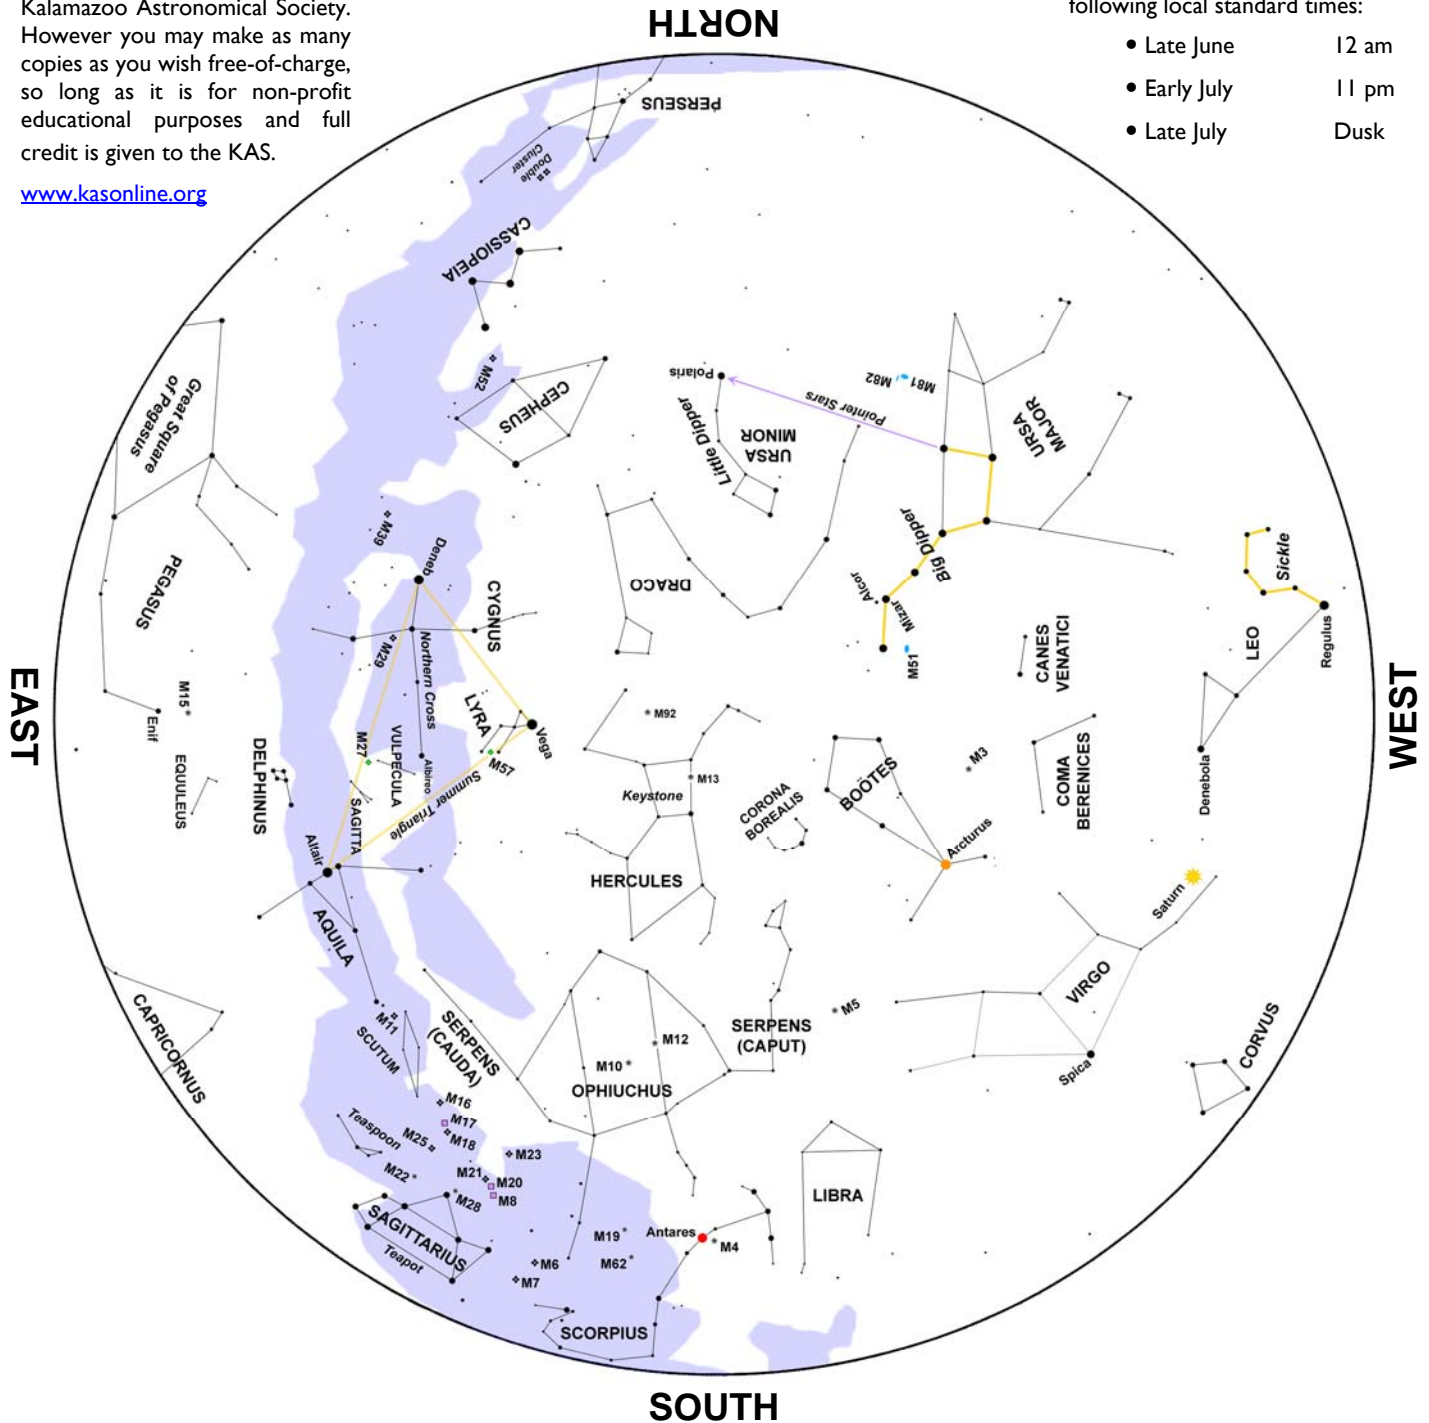 Kalamazoo Astronomical Society.
However you may make as many
copies as you wish free-of-charge,
so long as it is for non-profit
educational purposes and full
credit is given to the KAS.
www.kasonline.org
following local standard times:
• Late June 12 am
• Early July 11 pm
• Late July Dusk
NORTH
PERSEUS
Double
Cluster
CASSIOPEIA
M52
CEPHEUS
Great Square
of Pegasus
PEGASUS
Polaris
Little Dipper
URSA
MINOR
Pointer Stars
M82
M81
URSA
MAJOR
Big Dipper
Alcor
Mizar
M51
DRACO
M39
Deneb
CYGNUS
M29
Northern Cross
LYRA
Vega
M57
M27
VULPECULA
Albireo
Summer Triangle
SAGITTA
Altair
AQUILA
DELPHINUS
EQUULEUS
M15
Enif
EAST
WEST
Sickle
LEO
Regulus
Denebola
CANES
VENATICI
COMA
BERENICES
M3
BOÖTES
Arcturus
CORONA
BOREALIS
M92
M13
Keystone
HERCULES
Saturn
VIRGO
Spica
CORVUS
M5
SERPENS
(CAPUT)
M12
M10
OPHIUCHUS
SERPENS
(CAUDA)
M11
SCUTUM
CAPRICORNUS
M16
M17
M18
M25
Teaspoon
M22
M23
M21
M20
M8
M28
SAGITTARIUS
Teapot
M6
M7
M19
M62
Antares
M4
LIBRA
SCORPIUS
SOUTH